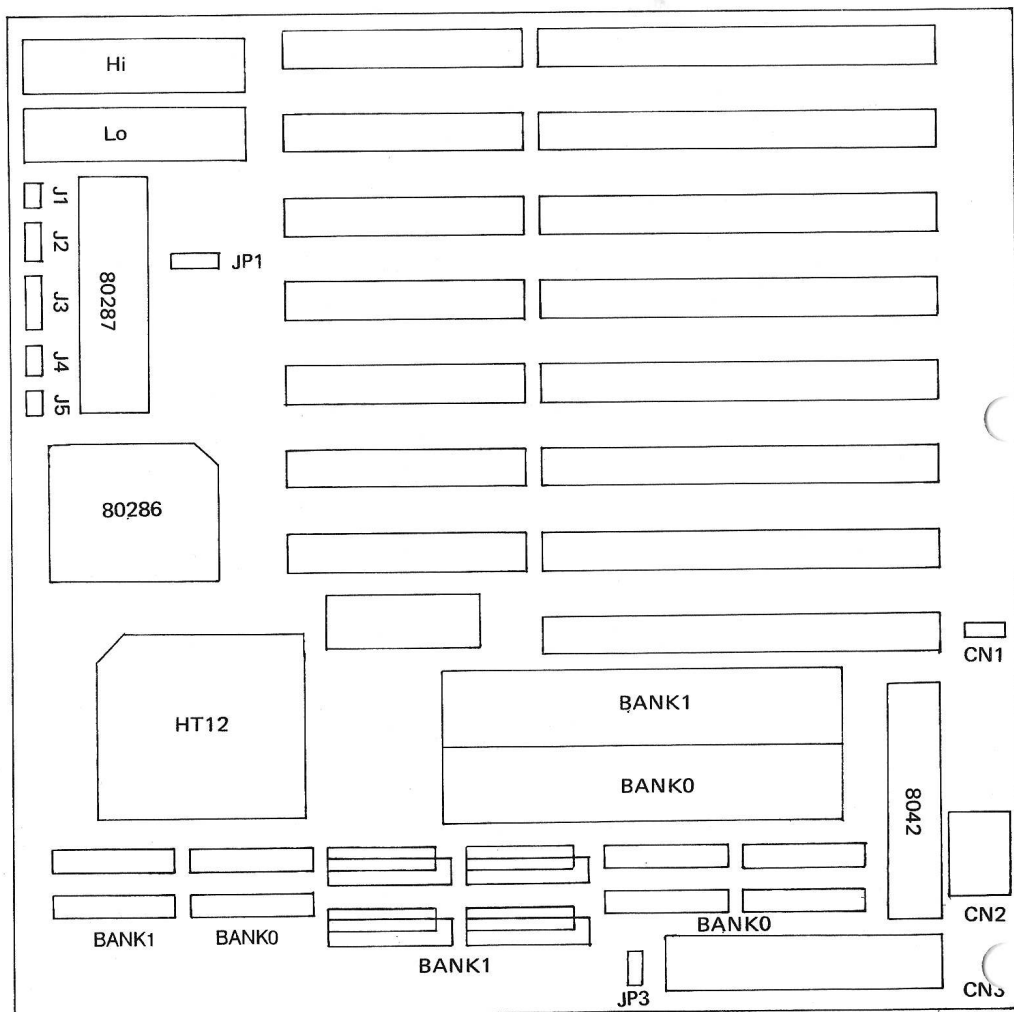 Hi
Lo
J1
J2
J3
J4
J5
80287
JP1
80286
CN1
HT12
BANK1
BANK0
8042
CN2
BANK1
BANK0
BANK1
BANK0
JP3
CN3